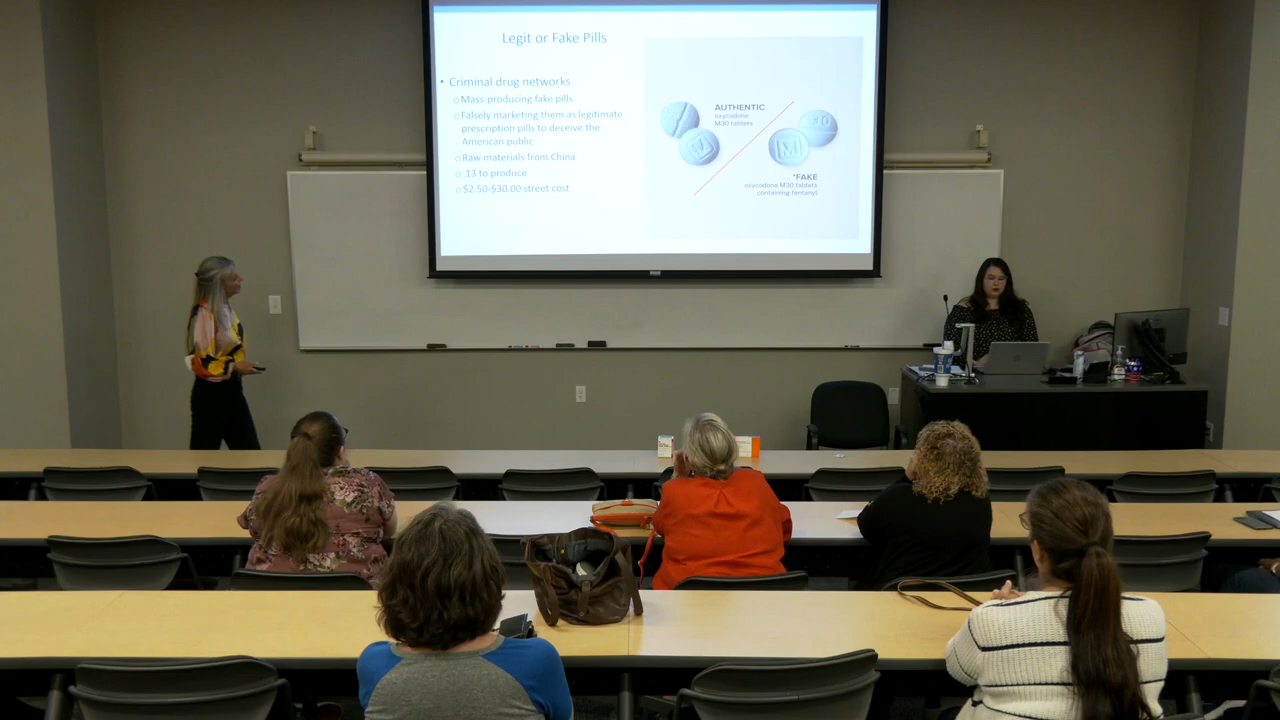 Legit or Fake Pills
• Criminal drug networks
○ Mass-producing fake pills
○ Falsely marketing them as legitimate
prescription pills to deceive the
American public
○ Raw materials from China
○ .13 to produce
○ $2.50-$30.00 street cost
AUTHENTIC
oxycodone
M30 tablets
30
M
*FAKE
oxycodone M30 tablets
containing fentanyl